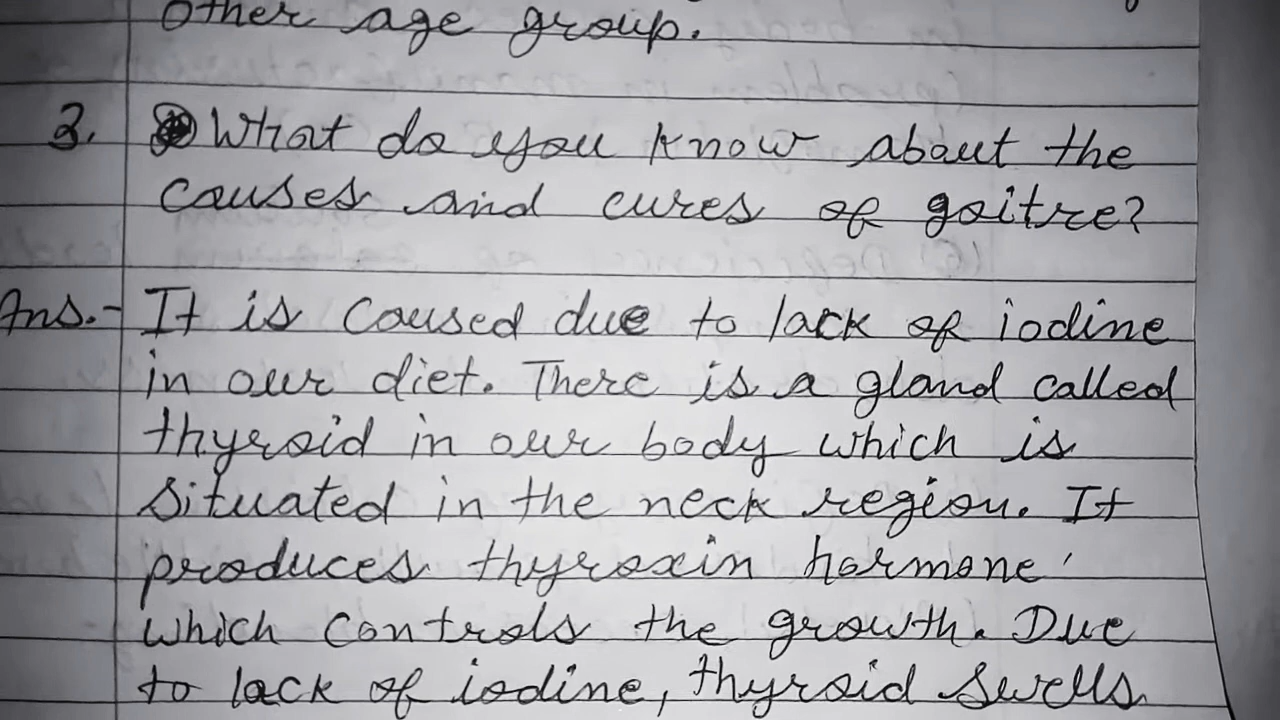 other age group.
3. What do you know about the
causes and cures of goitre?
Ans.- It is caused due to lack of iodine
in our diet. There is a gland called
thyroid in our body which is
situated in the neck region. It
produces thyroxin hormone
which controls the growth. Due
to lack of iodine, thyroid swells